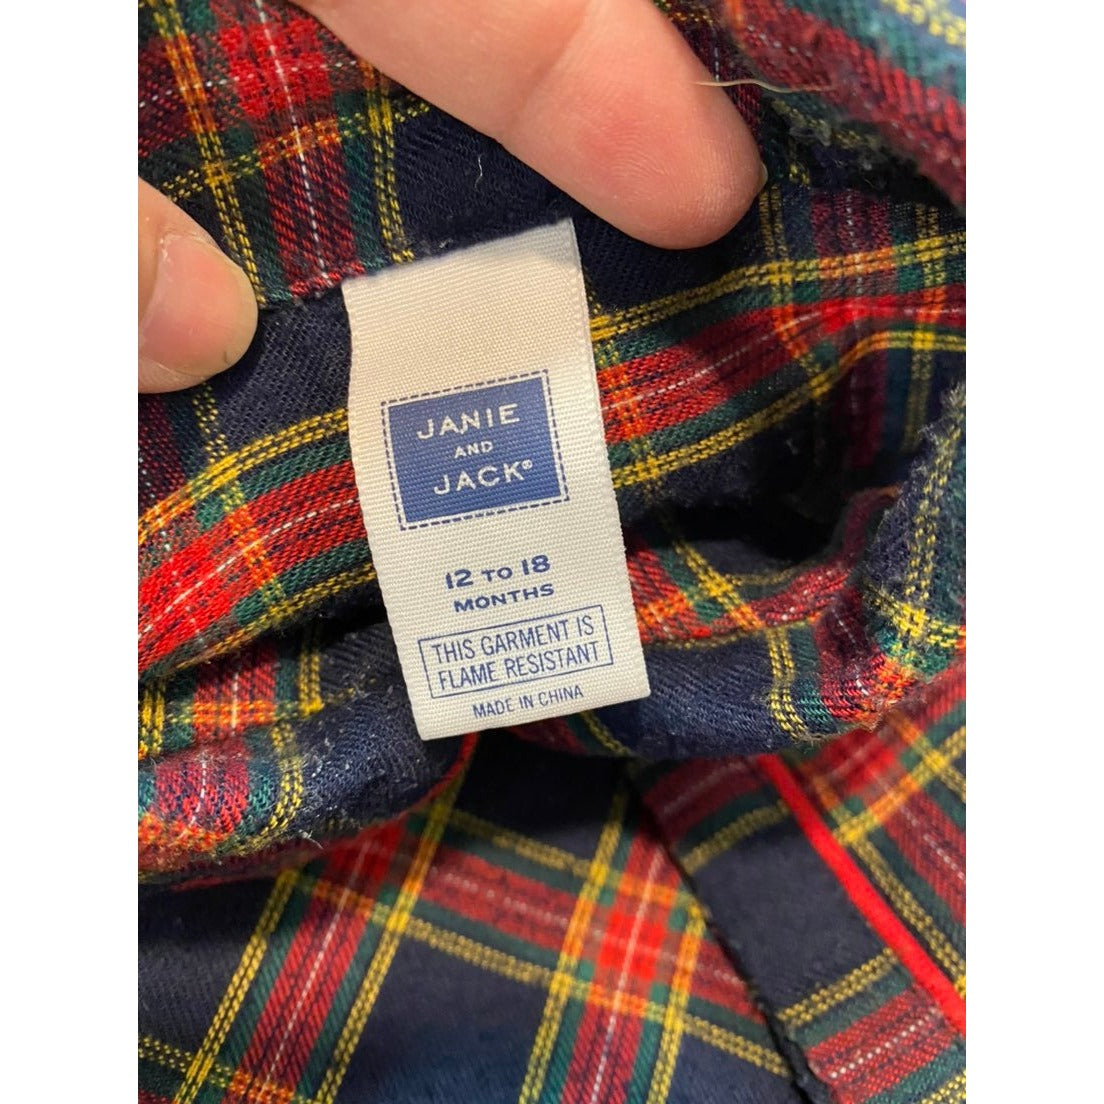 JANIE
AND
JACK®
12 TO 18
MONTHS
THIS GARMENT IS
FLAME RESISTANT
MADE IN CHINA